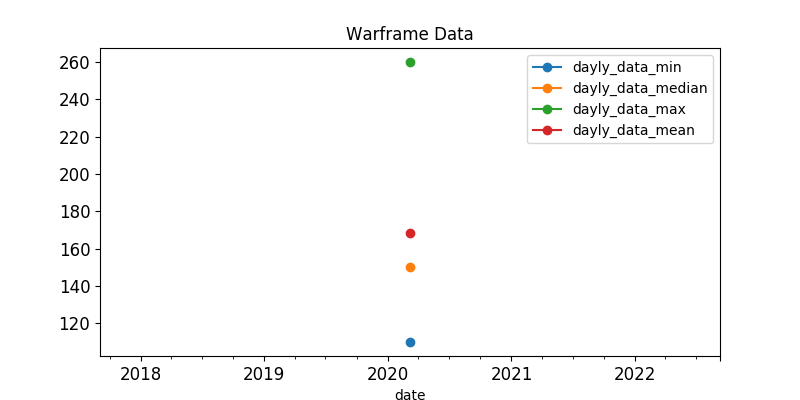 Warframe Data
260
240
220
200
180
160
140
120
dayly_data_min
dayly_data_median
dayly_data_max
dayly_data_mean
2018 2019 2020 2021 2022
date